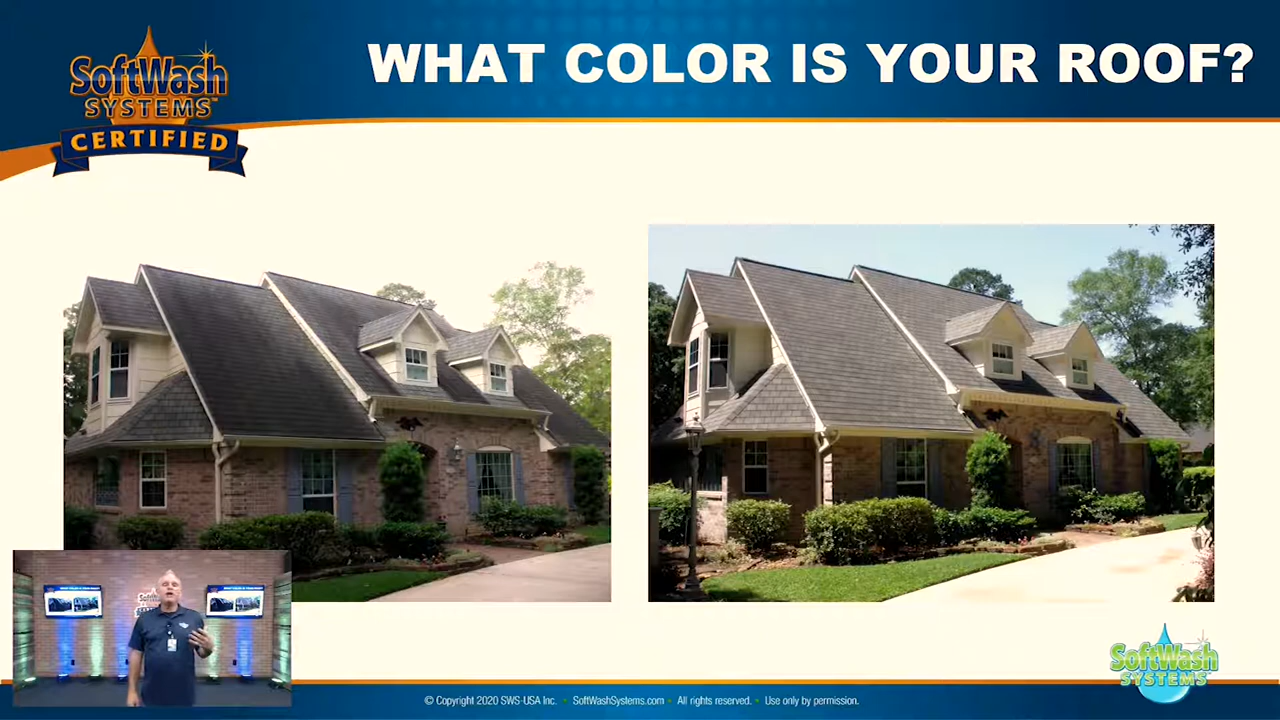 WHAT COLOR IS YOUR ROOF?
SoftWash
SYSTEMS™
CERTIFIED
SoftWash
SYSTEMS
© Copyright 2020 SWS-USA Inc. • SoftWashSystems.com • All rights reserved. • Use only by permission.